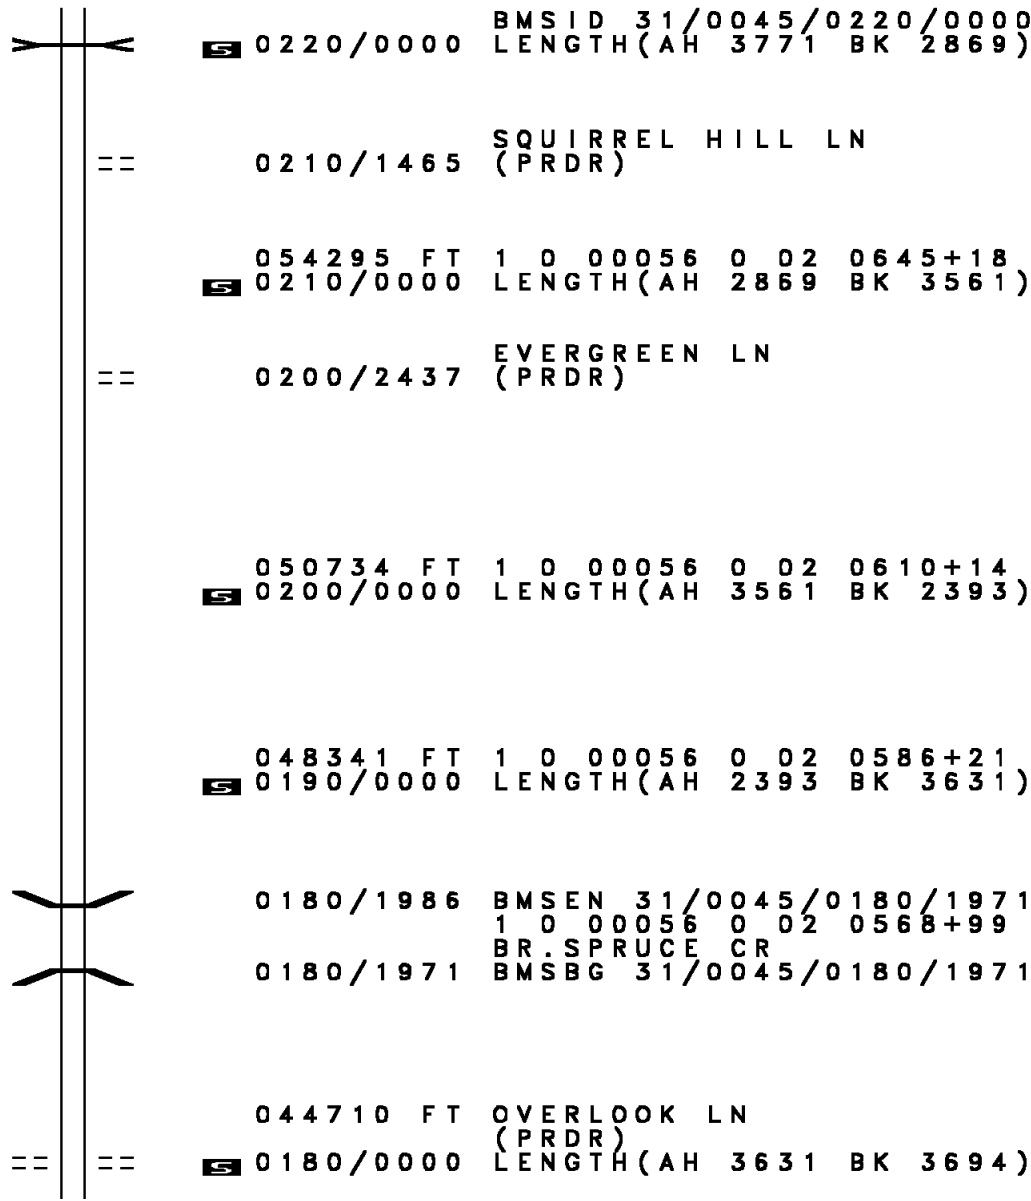 BMSID 31/0045/0220/0000
S 0220/0000 LENGTH(AH 3771 BK 2869)
SQUIRREL HILL LN
0210/1465 (PRDR)
054295 FT 1 0 00056 0 02 0645+18
S 0210/0000 LENGTH(AH 2869 BK 3561)
EVERGREEN LN
0200/2437 (PRDR)
050734 FT 1 0 00056 0 02 0610+14
S 0200/0000 LENGTH(AH 3561 BK 2393)
048341 FT 1 0 00056 0 02 0586+21
S 0190/0000 LENGTH(AH 2393 BK 3631)
0180/1986 BMSEN 31/0045/0180/1971
1 0 00056 0 02 0568+99
BR.SPRUCE CR
0180/1971 BMSBG 31/0045/0180/1971
044710 FT OVERLOOK LN
(PRDR)
S 0180/0000 LENGTH(AH 3631 BK 3694)